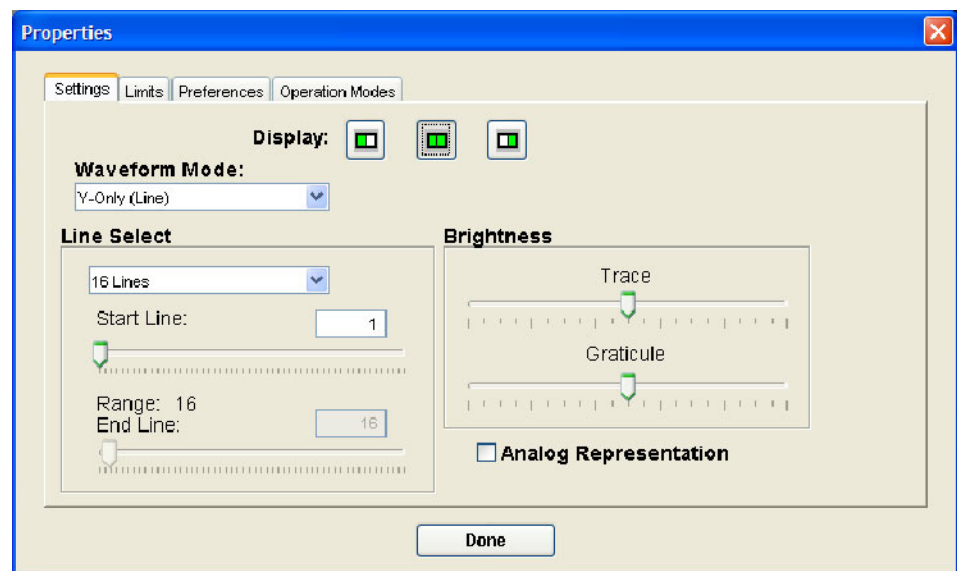 Properties
Settings Limits Preferences Operation Modes
Display:
Waveform Mode:
Y-Only (Line)
Line Select
16 Lines
Start Line: 1
Range: 16
End Line: 16
Brightness
Trace
Graticule
Analog Representation
Done